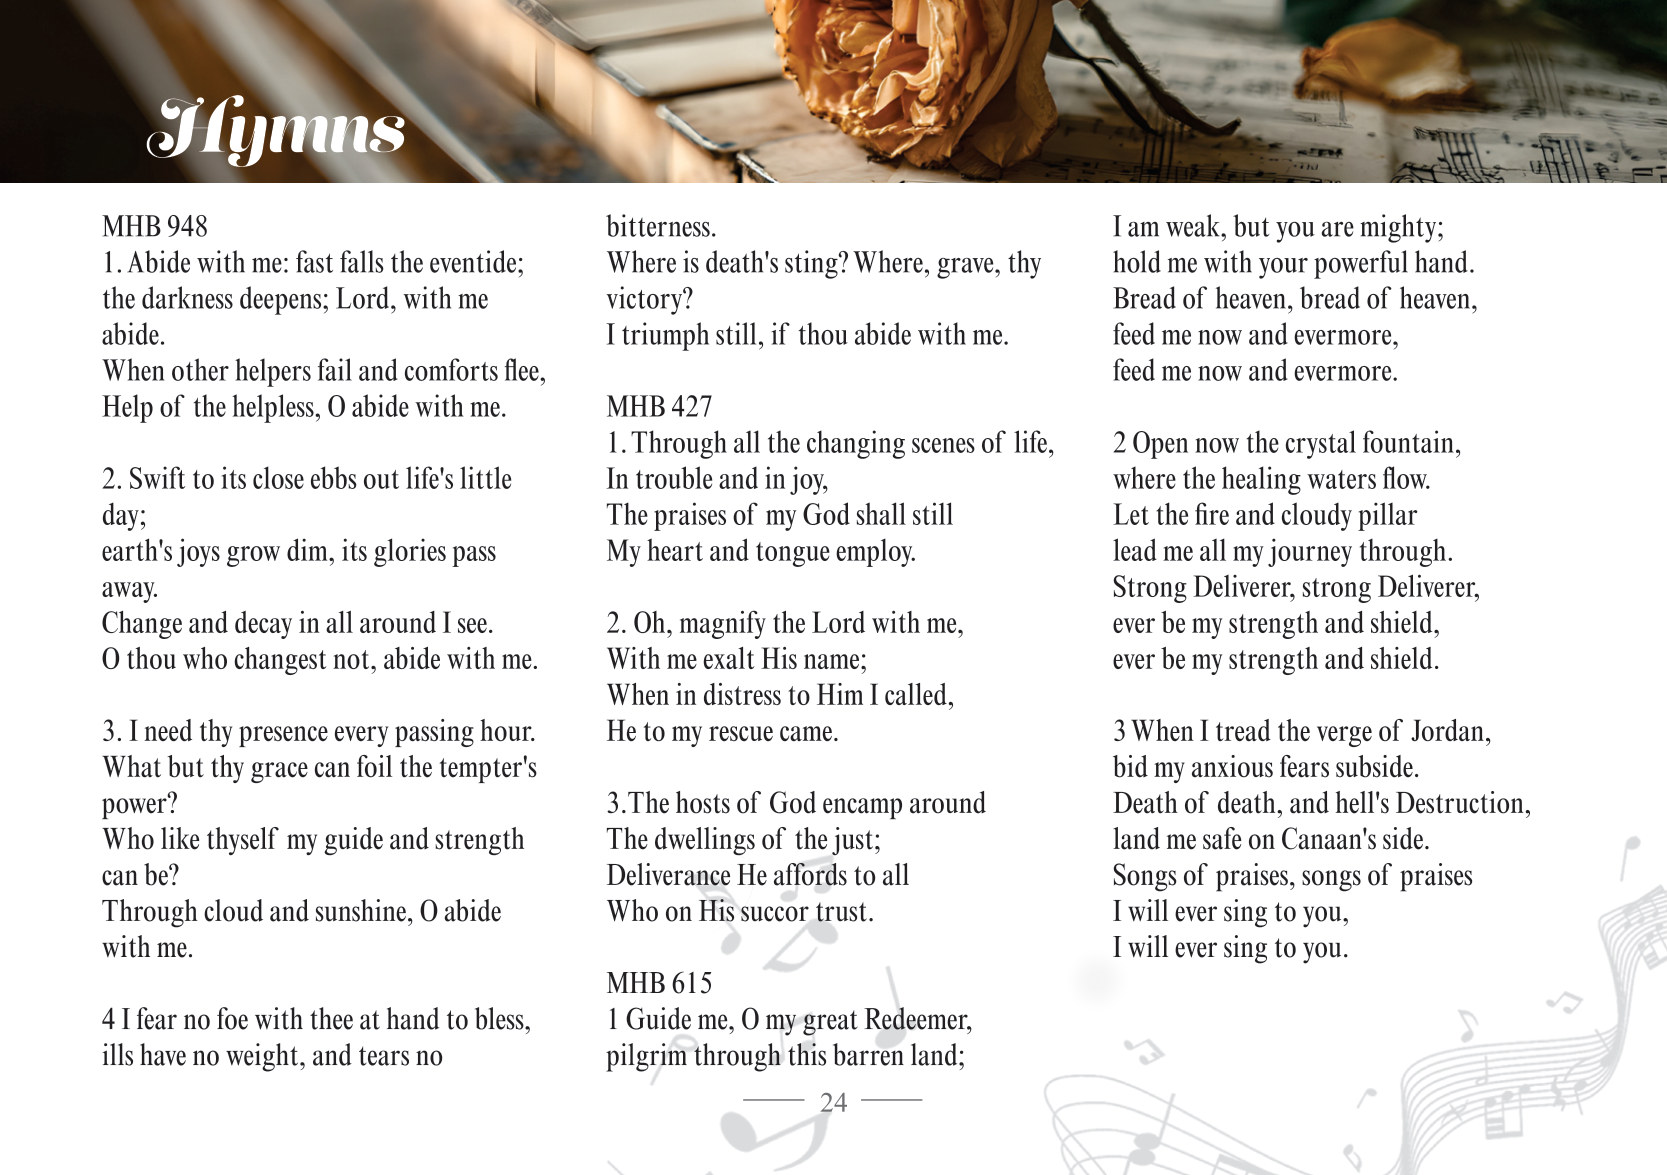 Hymns
MHB 948
1. Abide with me: fast falls the eventide;
the darkness deepens; Lord, with me
abide.
When other helpers fail and comforts flee,
Help of the helpless, O abide with me.
2. Swift to its close ebbs out life's little
day;
earth's joys grow dim, its glories pass
away.
Change and decay in all around I see.
O thou who changest not, abide with me.
3. I need thy presence every passing hour.
What but thy grace can foil the tempter's
power?
Who like thyself my guide and strength
can be?
Through cloud and sunshine, O abide
with me.
4 I fear no foe with thee at hand to bless,
ills have no weight, and tears no
bitterness.
Where is death's sting? Where, grave, thy
victory?
I triumph still, if thou abide with me.
MHB 427
1. Through all the changing scenes of life,
In trouble and in joy,
The praises of my God shall still
My heart and tongue employ.
2. Oh, magnify the Lord with me,
With me exalt His name;
When in distress to Him I called,
He to my rescue came.
3.The hosts of God encamp around
The dwellings of the just;
Deliverance He affords to all
Who on His succor trust.
MHB 615
1 Guide me, O my great Redeemer,
pilgrim through this barren land;
I am weak, but you are mighty;
hold me with your powerful hand.
Bread of heaven, bread of heaven,
feed me now and evermore,
feed me now and evermore.
2 Open now the crystal fountain,
where the healing waters flow.
Let the fire and cloudy pillar
lead me all my journey through.
Strong Deliverer, strong Deliverer,
ever be my strength and shield,
ever be my strength and shield.
3 When I tread the verge of Jordan,
bid my anxious fears subside.
Death of death, and hell's Destruction,
land me safe on Canaan's side.
Songs of praises, songs of praises
I will ever sing to you,
I will ever sing to you.
24